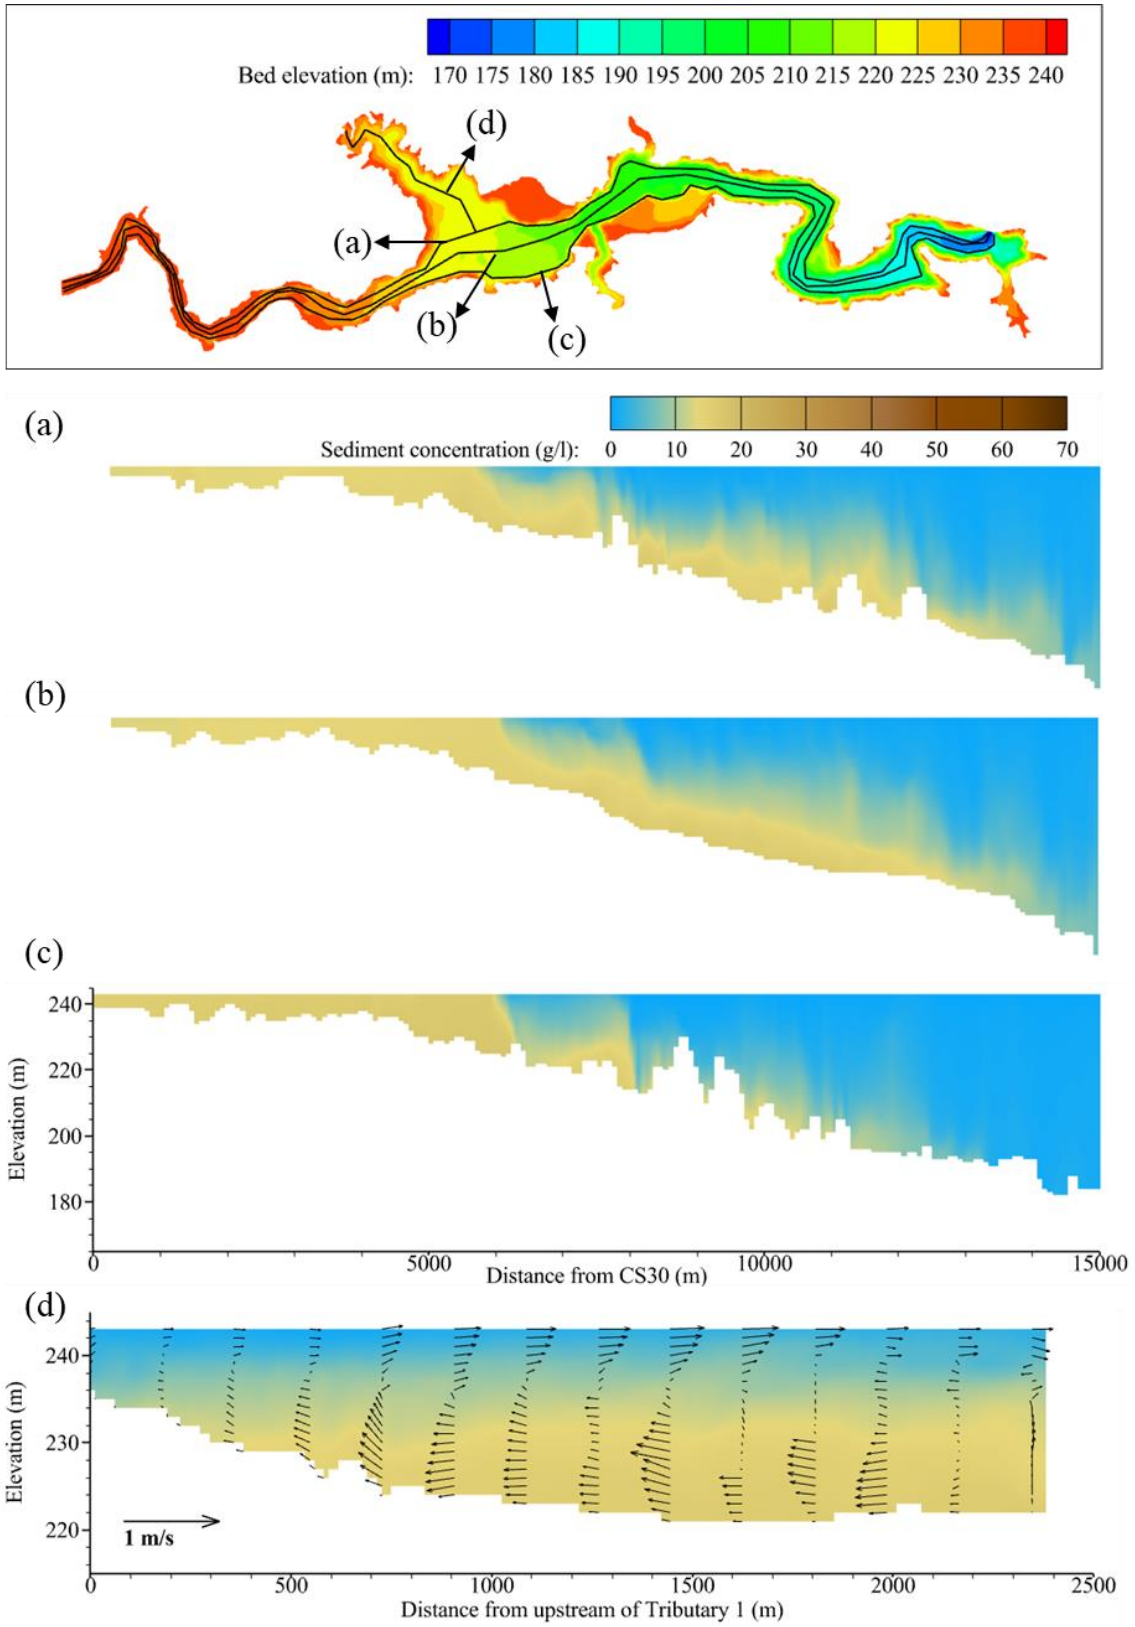 Bed elevation (m): 170 175 180 185 190 195 200 205 210 215 220 225 230 235 240
(d)
(a)
(b)
(c)
(a)
Sediment concentration (g/l): 0 10 20 30 40 50 60 70
(b)
(c)
240
220
200
180
Elevation (m)
0 5000 10000 15000
Distance from CS30 (m)
(d)
240
230
220
Elevation (m)
1 m/s
0 500 1000 1500 2000 2500
Distance from upstream of Tributary 1 (m)